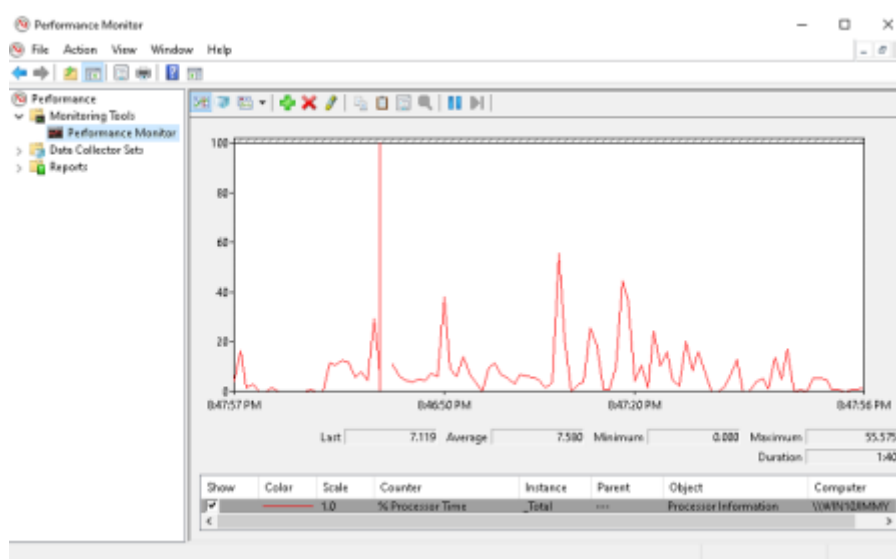 Performance Monitor
File Action View Window Help
Performance
Monitoring Tools
Performance Monitor
Data Collector Sets
Reports
100
80
60
40
20
0
8:47:57 PM 8:46:50 PM 8:47:20 PM 8:47:56 PM
Last 7.119 Average 7.580 Minimum 0.000 Maximum 55.575
Duration 1:40
Show Color Scale Counter Instance Parent Object Computer
1.0 % Processor Time _Total --- Processor Information